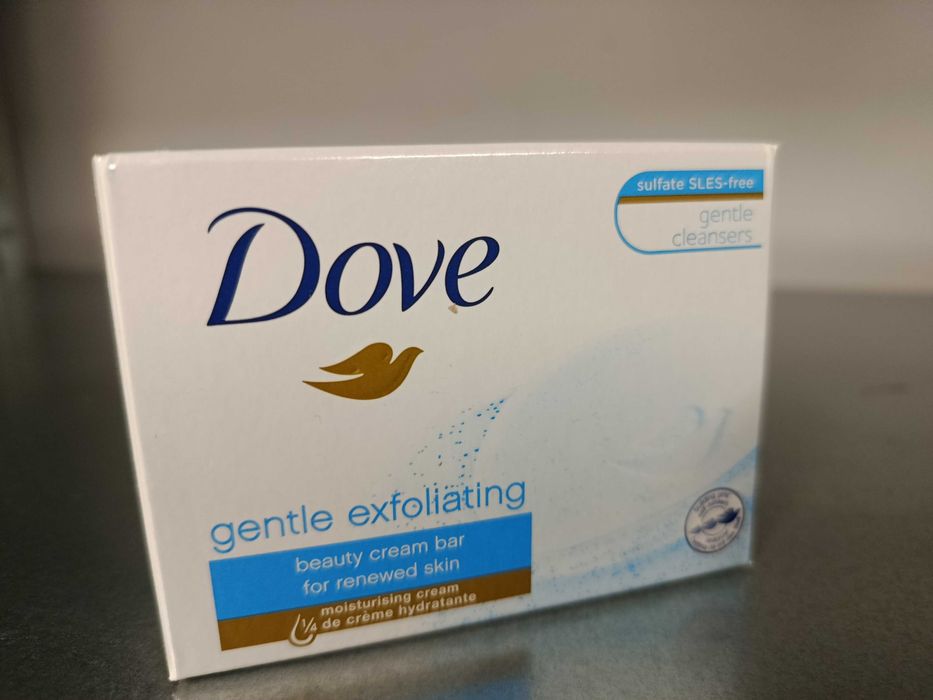 Dove
sulfate SLES-free
gentle
cleansers
gentle exfoliating
beauty cream bar
for renewed skin
1/4 moisturising cream
de crème hydratante